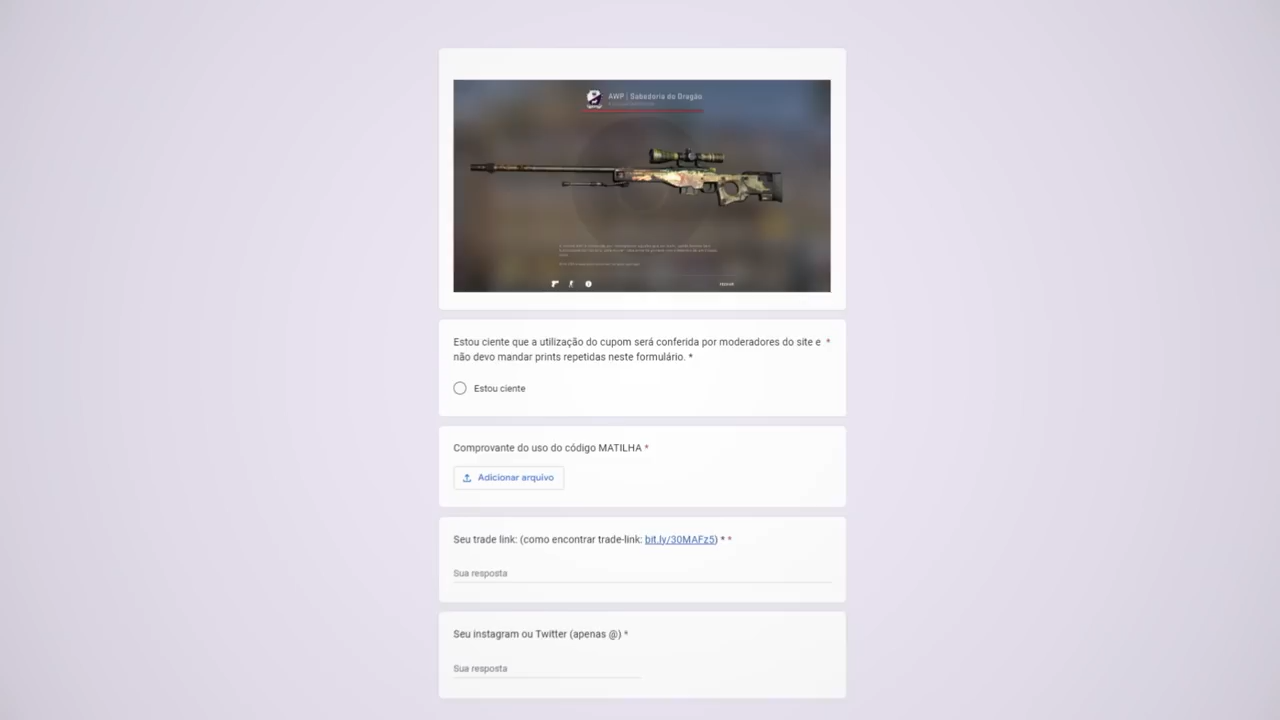 AWP | Sabedoria do Dragão
Estou ciente que a utilização do cupom será conferida por moderadores do site e *
não devo mandar prints repetidas neste formulário. *
Estou ciente
Comprovante do uso do código MATILHA *
Adicionar arquivo
Seu trade link: (como encontrar trade-link: bit.ly/30MAFz5) * *
Sua resposta
Seu instagram ou Twitter (apenas @) *
Sua resposta